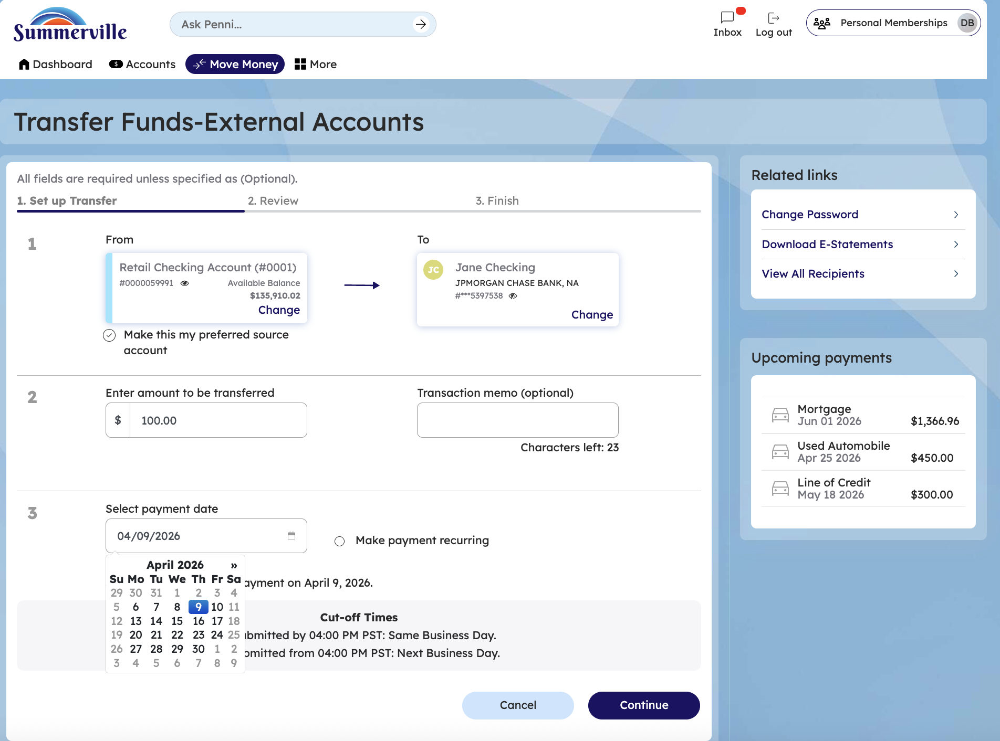 Summerville
Ask Penni...
Inbox
Log out
Personal Memberships
DB
Dashboard
$ Accounts
Move Money
More
Transfer Funds-External Accounts
All fields are required unless specified as (Optional).
1. Set up Transfer
2. Review
3. Finish
1
From
Retail Checking Account (#0001)
#0000059991
Available Balance
$135,910.02
Change
Make this my preferred source
account
To
JC
Jane Checking
JPMORGAN CHASE BANK, NA
#***5397538
Change
2
Enter amount to be transferred
$ 100.00
Transaction memo (optional)
Characters left: 23
3
Select payment date
04/09/2026
Make payment recurring
April 2026 »
Su Mo Tu We Th Fr Sa
29 30 31 1 2 3 4
5 6 7 8 9 10 11
12 13 14 15 16 17 18
19 20 21 22 23 24 25
26 27 28 29 30 1 2
3 4 5 6 7 8 9
ayment on April 9, 2026.
Cut-off Times
bmitted by 04:00 PM PST: Same Business Day.
bmitted from 04:00 PM PST: Next Business Day.
Cancel
Continue
Related links
Change Password
Download E-Statements
View All Recipients
Upcoming payments
Mortgage
Jun 01 2026
$1,366.96
Used Automobile
Apr 25 2026
$450.00
Line of Credit
May 18 2026
$300.00